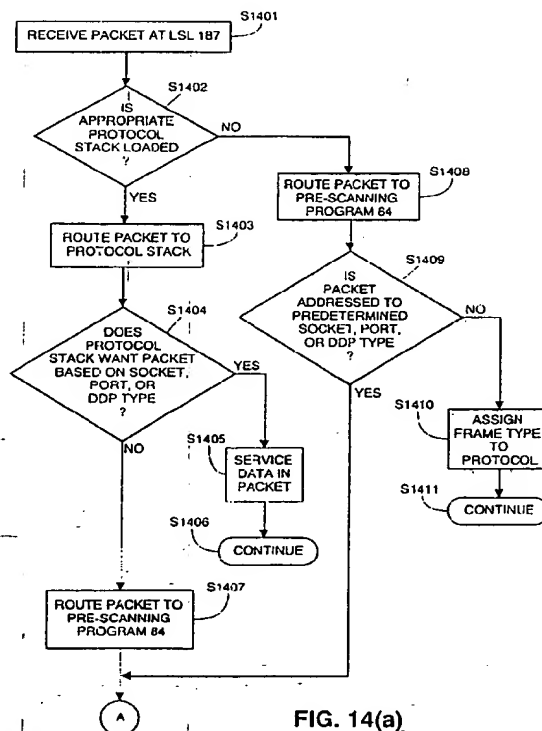 S1401
RECEIVE PACKET AT LSL 187
S1402
IS
APPROPRIATE
PROTOCOL
STACK LOADED
?
NO
YES
S1408
ROUTE PACKET TO
PRE-SCANNING
PROGRAM 64
S1403
ROUTE PACKET TO
PROTOCOL STACK
S1409
IS
PACKET
ADDRESSED TO
PREDETERMINED
SOCKET, PORT,
OR DDP TYPE
?
NO
YES
S1404
DOES
PROTOCOL
STACK WANT PACKET
BASED ON SOCKET,
PORT, OR
DDP TYPE
?
YES
NO
S1410
ASSIGN
FRAME TYPE
TO
PROTOCOL
S1405
SERVICE
DATA IN
PACKET
S1411
CONTINUE
S1406
CONTINUE
S1407
ROUTE PACKET TO
PRE-SCANNING
PROGRAM 84
A
FIG. 14(a)